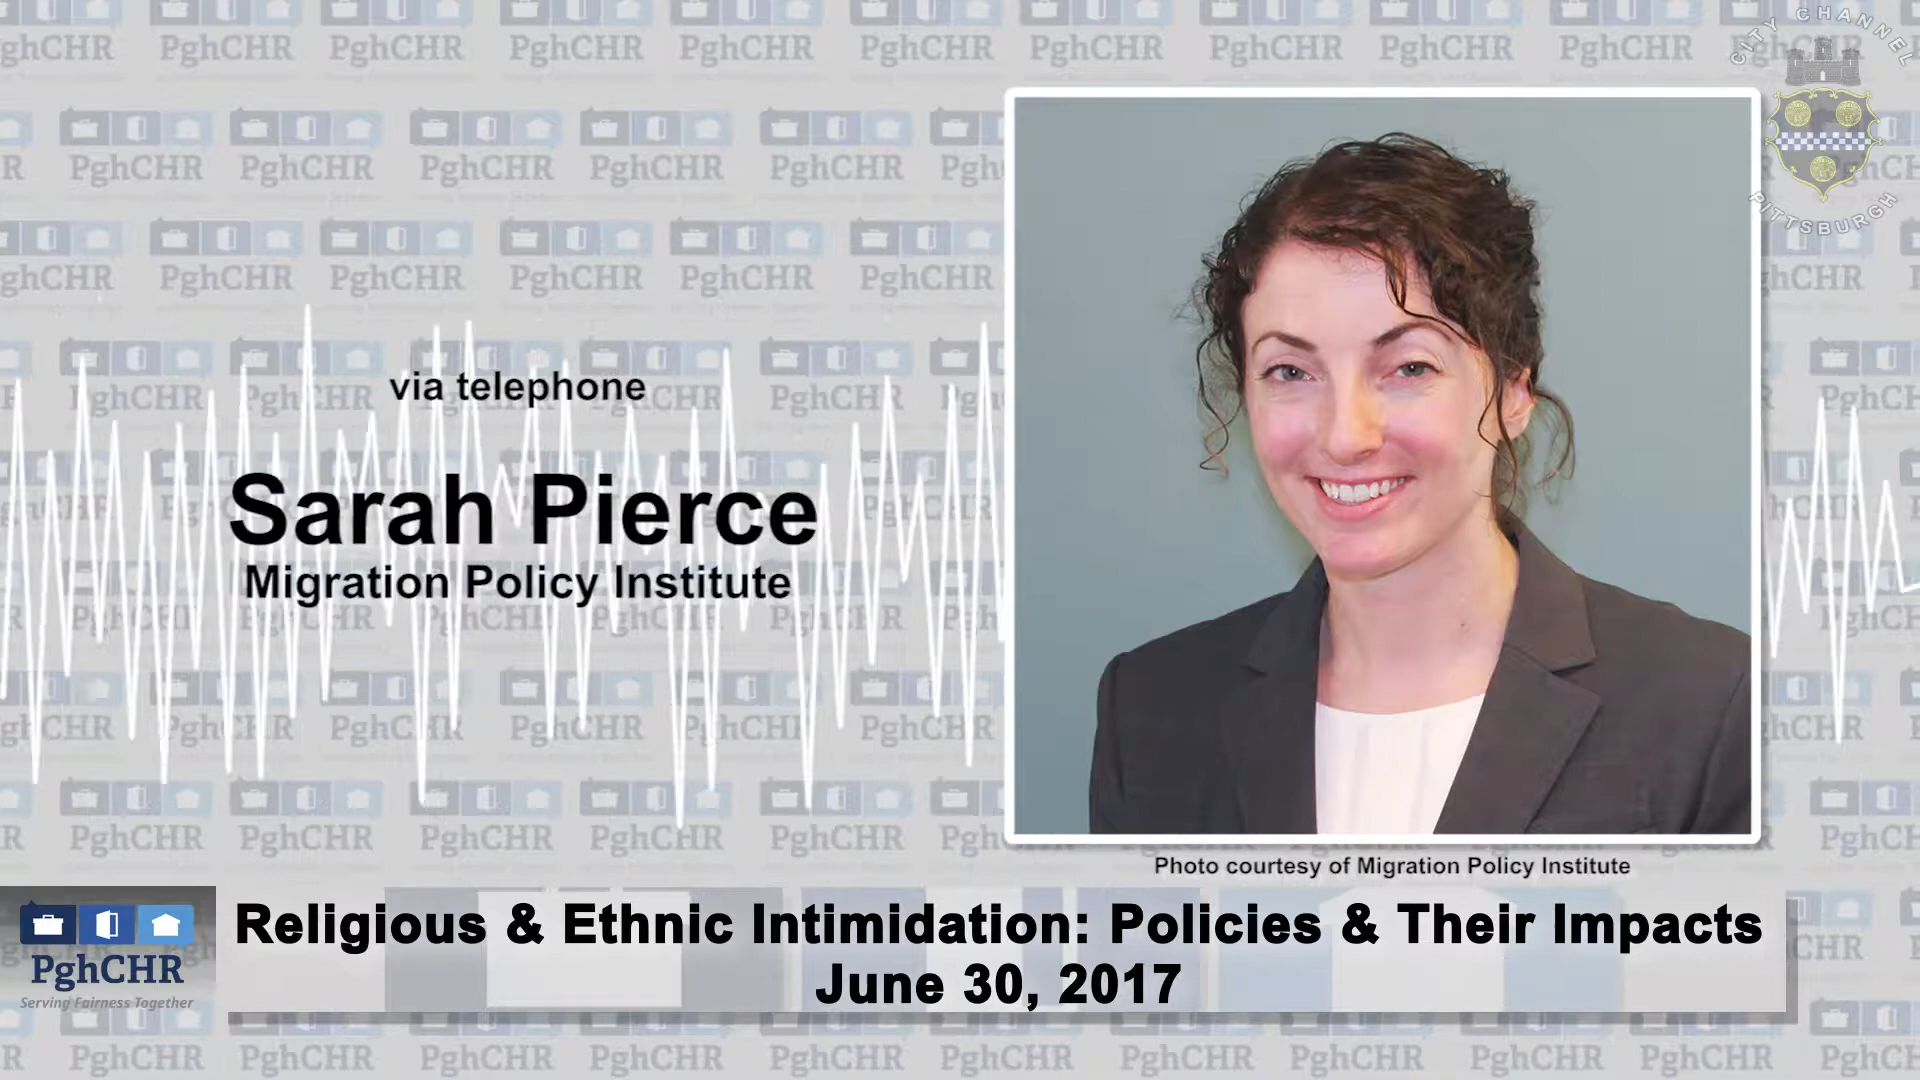 CITY CHANNEL
PITTSBURGH
via telephone
Sarah Pierce
Migration Policy Institute
Photo courtesy of Migration Policy Institute
PghCHR
Serving Fairness Together
Religious & Ethnic Intimidation: Policies & Their Impacts
June 30, 2017